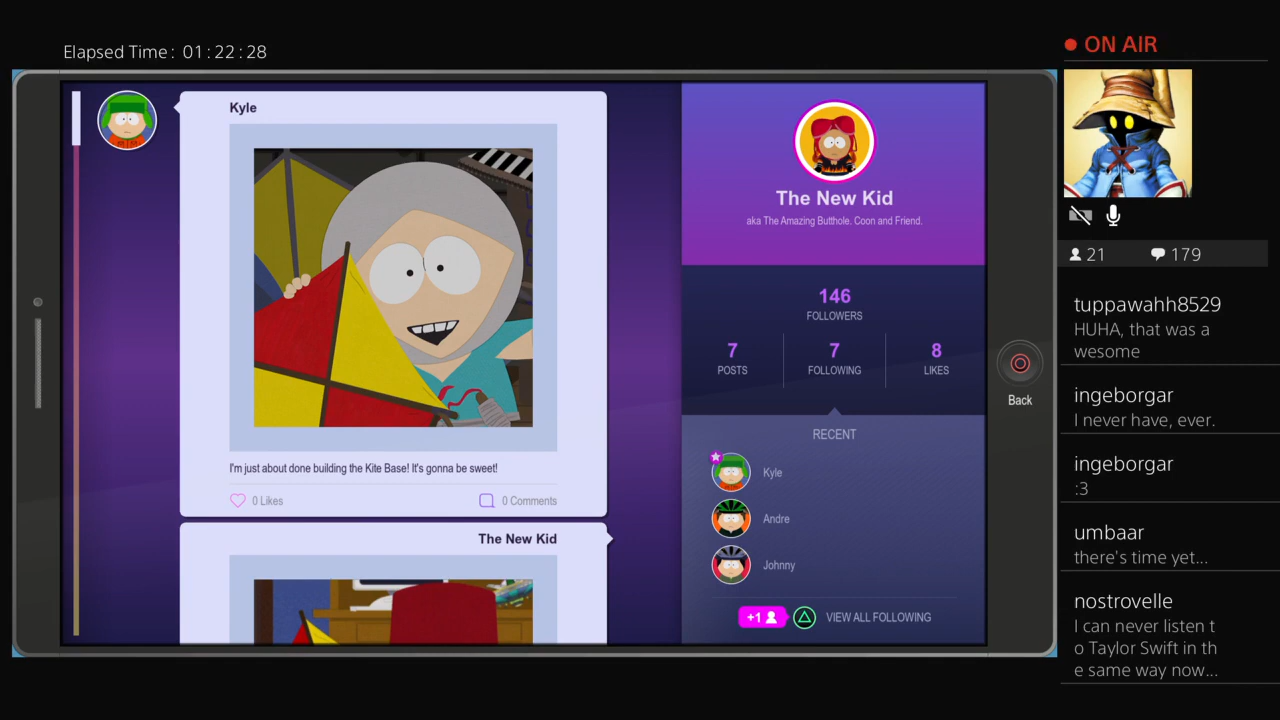 Elapsed Time: 01:22:28
Kyle
I'm just about done building the Kite Base! It's gonna be sweet!
0 Likes
0 Comments
The New Kid
The New Kid
aka The Amazing Butthole. Coon and Friend.
146
FOLLOWERS
7
POSTS
7
FOLLOWING
8
LIKES
RECENT
Kyle
Andre
Johnny
+1
VIEW ALL FOLLOWING
Back
ON AIR
21
179
tuppawahh8529
HUHA, that was a
wesome
ingeborgar
I never have, ever.
ingeborgar
:3
umbaar
there's time yet...
nostrovelle
I can never listen t
o Taylor Swift in th
e same way now...